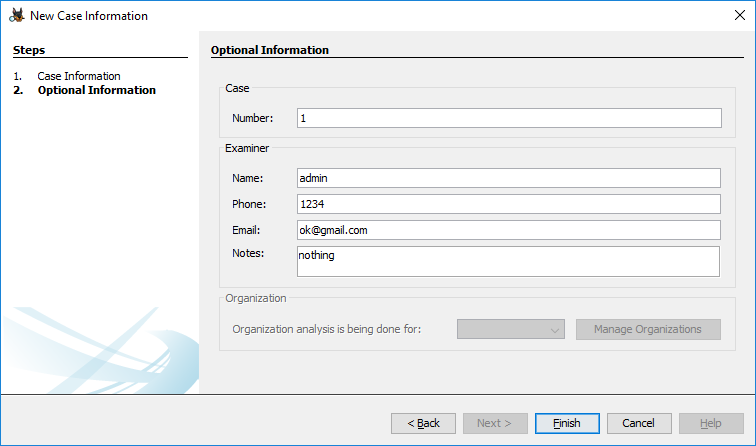 New Case Information
Steps
1. Case Information
2. Optional Information
Optional Information
Case
Number: 1
Examiner
Name: admin
Phone: 1234
Email: ok@gmail.com
Notes: nothing
Organization
Organization analysis is being done for: Manage Organizations
< Back Next > Finish Cancel Help